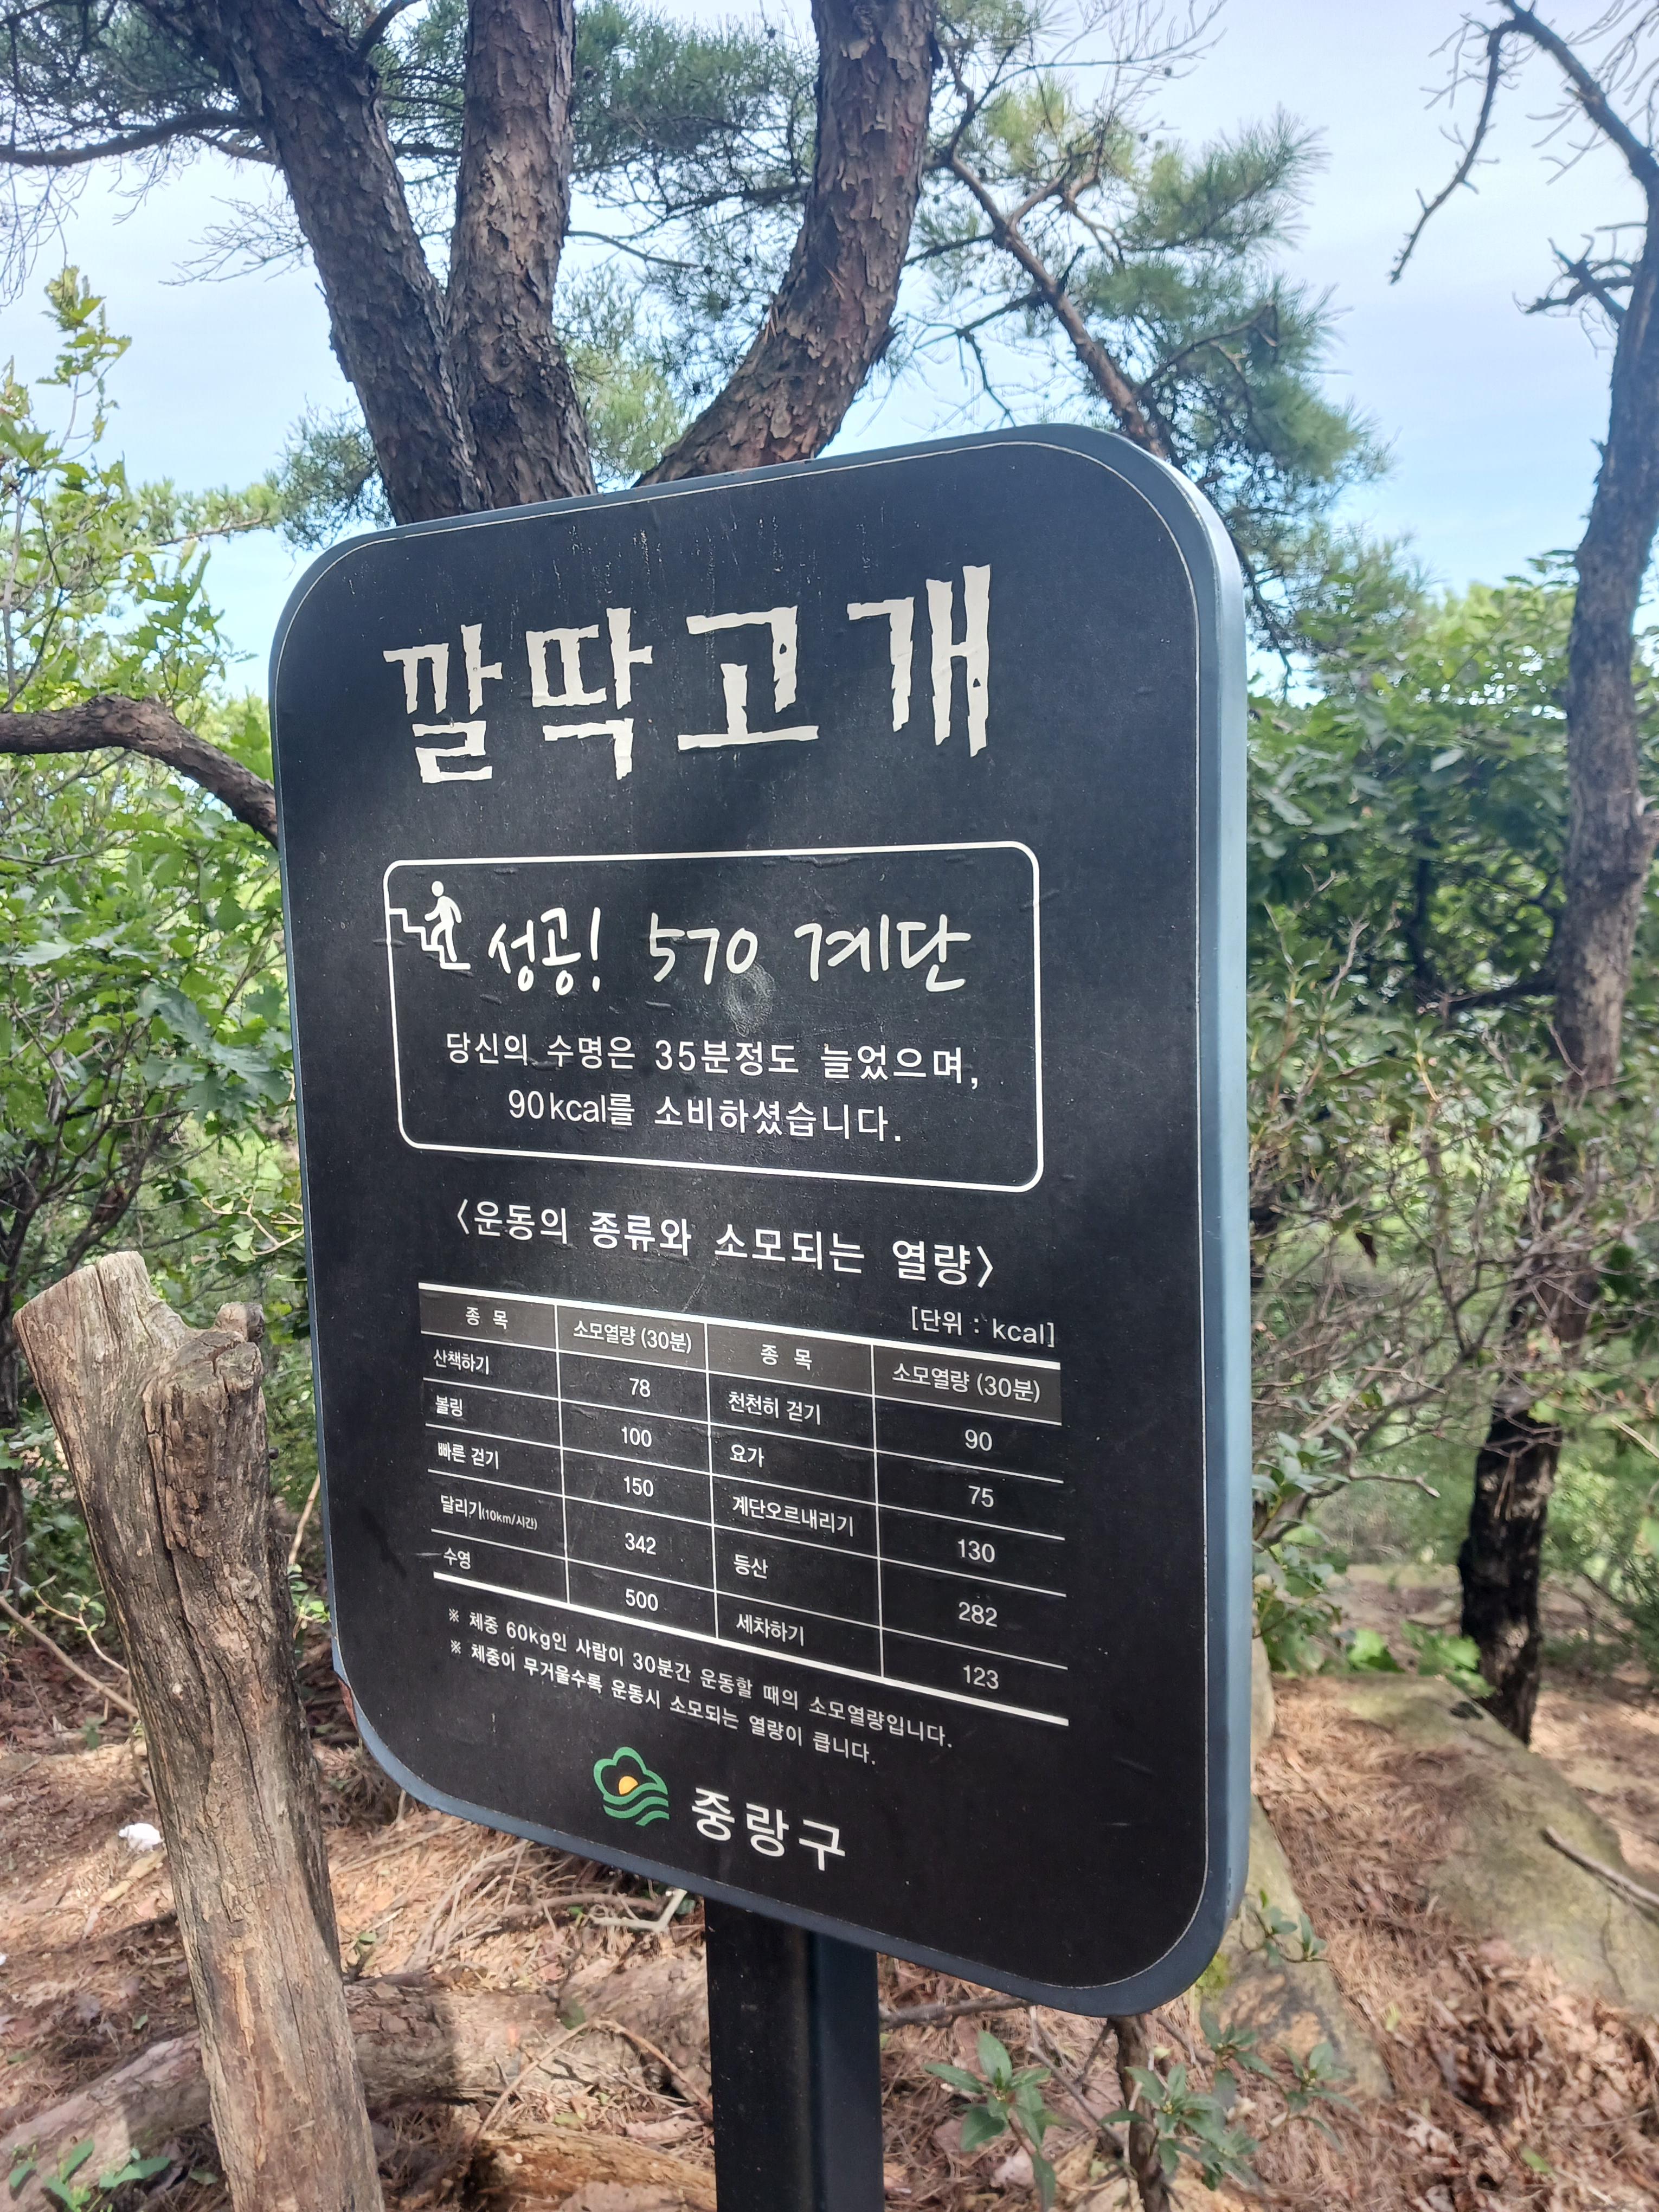 깔딱고개
성공! 570 계단
당신의 수명은 35분정도 늘었으며,
90kcal를 소비하셨습니다.
〈운동의 종류와 소모되는 열량〉
[단위 : kcal]
종 목 소모열량 (30분) 종 목 소모열량 (30분)
산책하기 78 천천히 걷기 90
볼링 100 요가 75
빠른 걷기 150 계단오르내리기 130
달리기(10km/시간) 342 등산 282
수영 500 세차하기 123
※ 체중 60kg인 사람이 30분간 운동할 때의 소모열량입니다.
※ 체중이 무거울수록 운동시 소모되는 열량이 큽니다.
중랑구